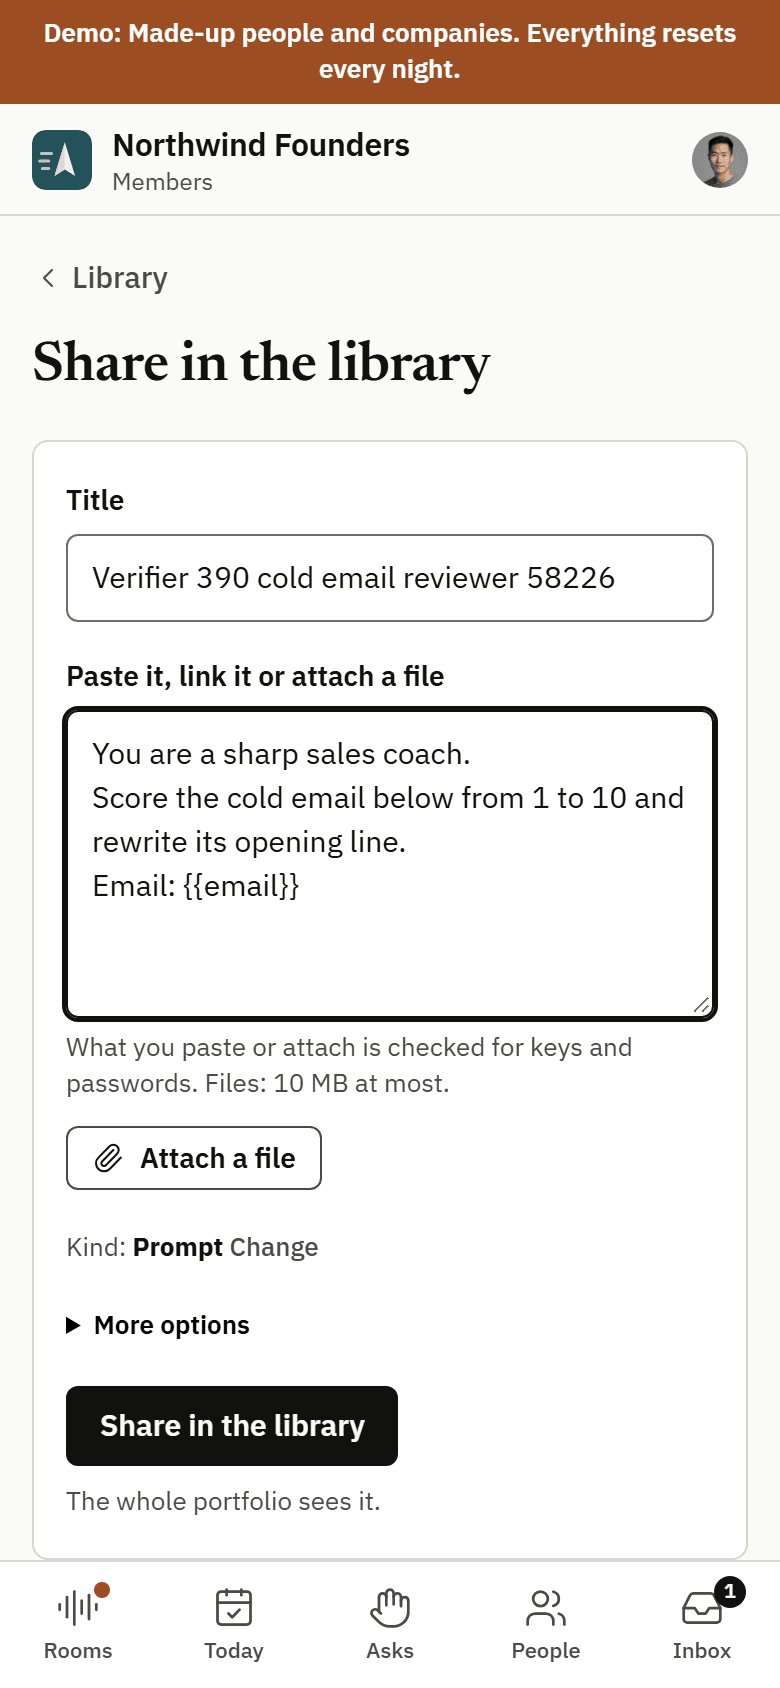 Demo: Made-up people and companies. Everything resets
every night.
Northwind Founders
Members
Library
Share in the library
Title
Verifier 390 cold email reviewer 58226
Paste it, link it or attach a file
You are a sharp sales coach.
Score the cold email below from 1 to 10 and
rewrite its opening line.
Email: {{email}}
What you paste or attach is checked for keys and
passwords. Files: 10 MB at most.
Attach a file
Kind: Prompt Change
More options
Share in the library
The whole portfolio sees it.
1
Rooms Today Asks People Inbox